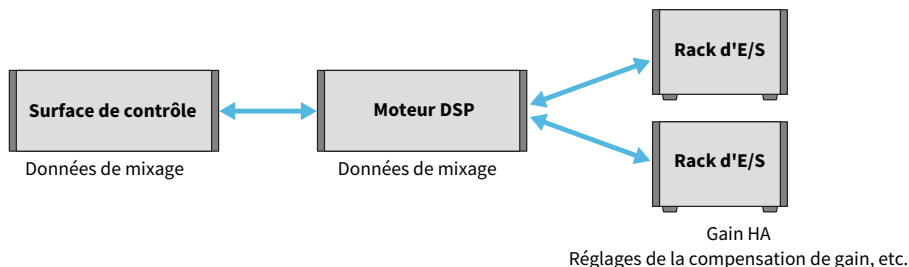 Surface de contrôle
Données de mixage
Moteur DSP
Données de mixage
Rack d'E/S
Rack d'E/S
Gain HA
Réglages de la compensation de gain, etc.